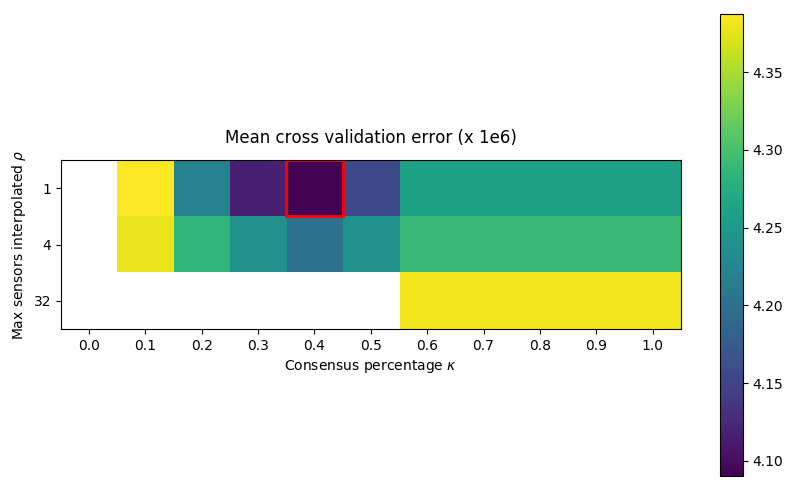 Mean cross validation error (x 1e6)
Max sensors interpolated ρ
1
4
32
0.0 0.1 0.2 0.3 0.4 0.5 0.6 0.7 0.8 0.9 1.0
Consensus percentage κ
4.35
4.30
4.25
4.20
4.15
4.10